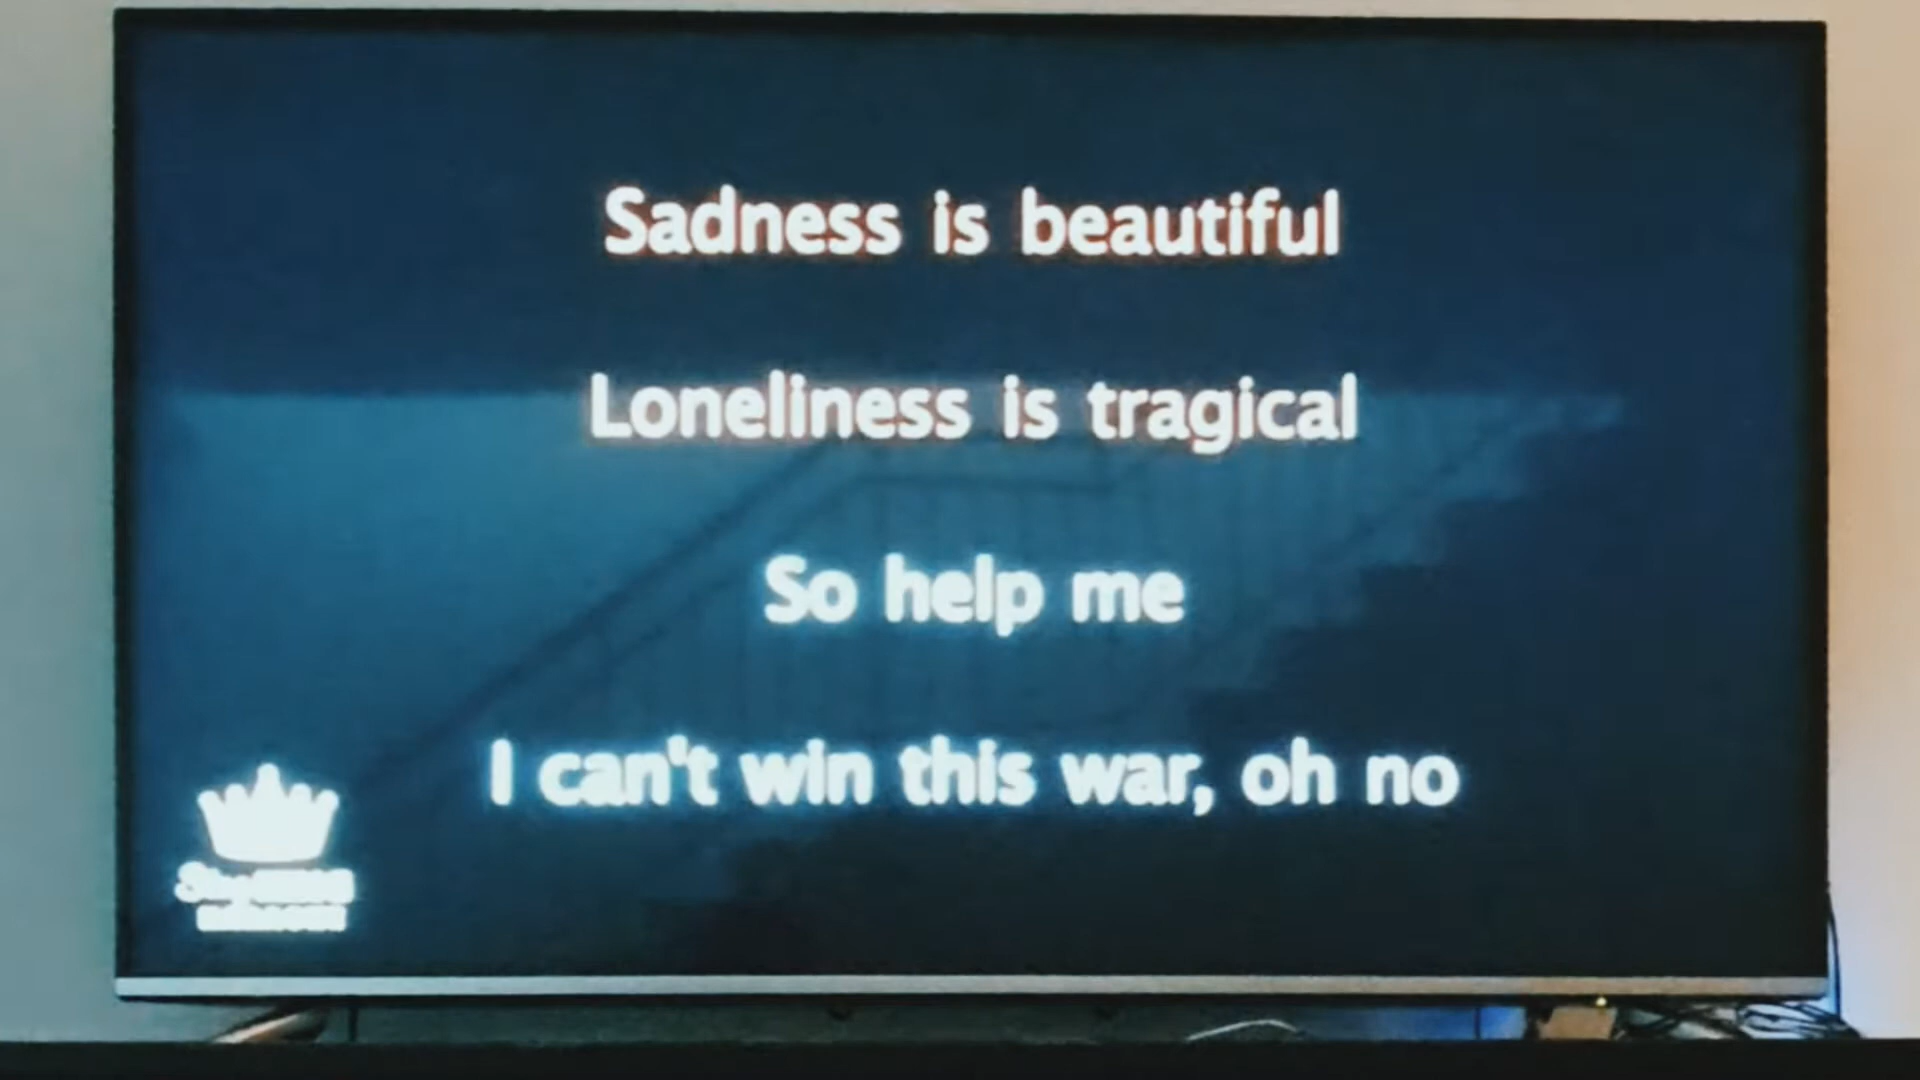 Sadness is beautiful
Loneliness is tragical
So help me
I can't win this war, oh no